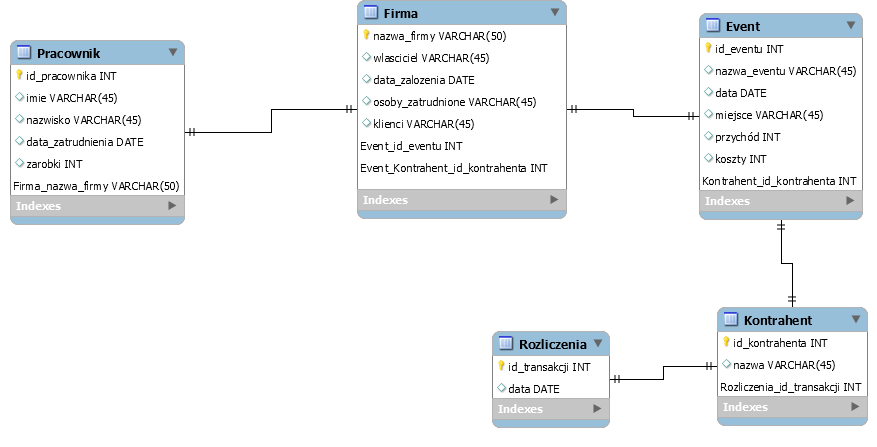 Pracownik
id_pracownika INT
imie VARCHAR(45)
nazwisko VARCHAR(45)
data_zatrudnienia DATE
zarobki INT
Firma_nazwa_firmy VARCHAR(50)
Indexes
Firma
nazwa_firmy VARCHAR(50)
wlasciciel VARCHAR(45)
data_zalozenia DATE
osoby_zatrudnione VARCHAR(45)
klienci VARCHAR(45)
Event_id_eventu INT
Event_Kontrahent_id_kontrahenta INT
Indexes
Event
id_eventu INT
nazwa_eventu VARCHAR(45)
data DATE
miejsce VARCHAR(45)
przychód INT
koszty INT
Kontrahent_id_kontrahenta INT
Indexes
Rozliczenia
id_transakcji INT
data DATE
Indexes
Kontrahent
id_kontrahenta INT
nazwa VARCHAR(45)
Rozliczenia_id_transakcji INT
Indexes